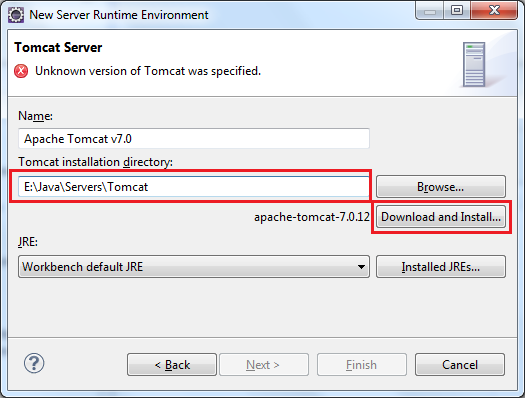 New Server Runtime Environment
Tomcat Server
Unknown version of Tomcat was specified.
Name:
Apache Tomcat v7.0
Tomcat installation directory:
E:\Java\Servers\Tomcat
Browse...
apache-tomcat-7.0.12
Download and Install...
JRE:
Workbench default JRE
Installed JREs...
?
< Back
Next >
Finish
Cancel